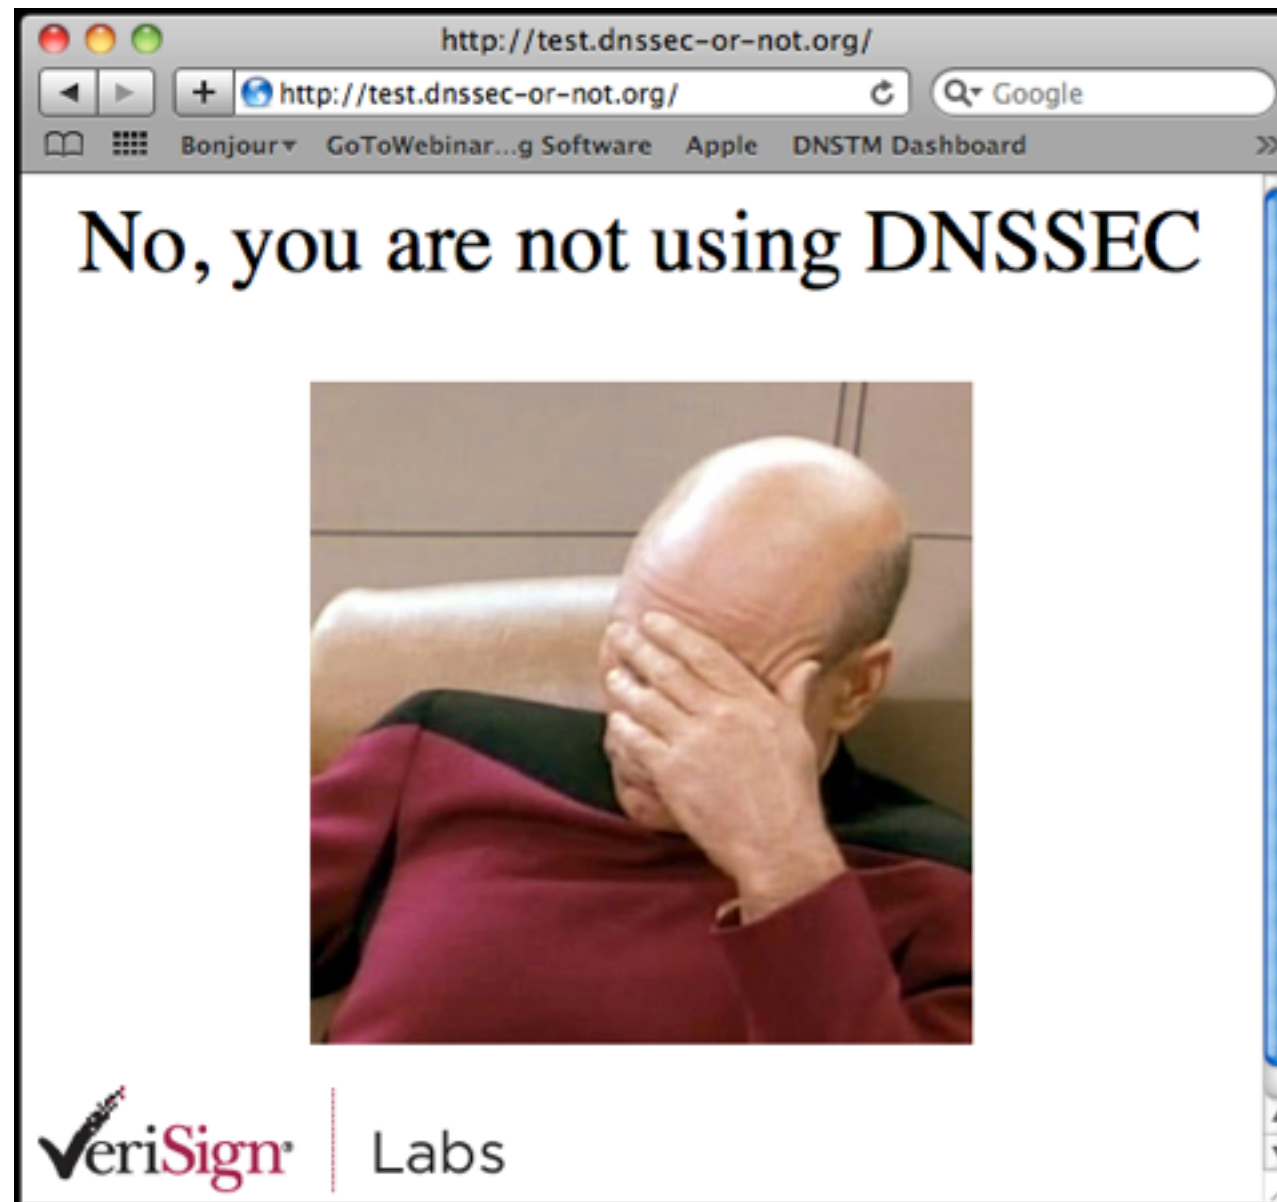 http://test.dnssec-or-not.org/
http://test.dnssec-or-not.org/ Google
Bonjour GoToWebinar...g Software Apple DNSTM Dashboard
No, you are not using DNSSEC
VeriSign® Labs